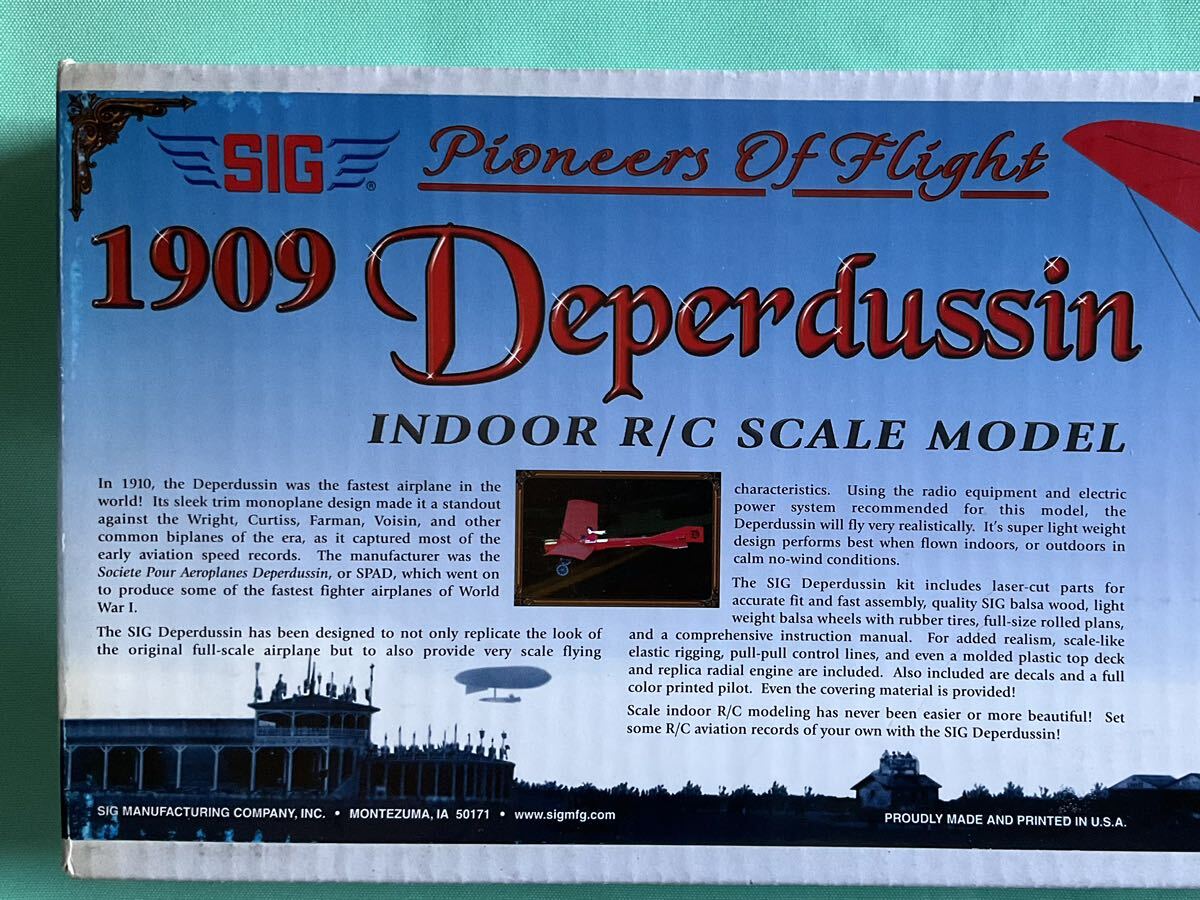 SIG®
Pioneers Of Flight
1909 Deperdussin
INDOOR R/C SCALE MODEL
In 1910, the Deperdussin was the fastest airplane in the
world! Its sleek trim monoplane design made it a standout
against the Wright, Curtiss, Farman, Voisin, and other
common biplanes of the era, as it captured most of the
early aviation speed records. The manufacturer was the
Societe Pour Aeroplanes Deperdussin, or SPAD, which went on
to produce some of the fastest fighter airplanes of World
War I.
The SIG Deperdussin has been designed to not only replicate the look of
the original full-scale airplane but to also provide very scale flying
characteristics. Using the radio equipment and electric
power system recommended for this model, the
Deperdussin will fly very realistically. It's super light weight
design performs best when flown indoors, or outdoors in
calm no-wind conditions.
The SIG Deperdussin kit includes laser-cut parts for
accurate fit and fast assembly, quality SIG balsa wood, light
weight balsa wheels with rubber tires, full-size rolled plans,
and a comprehensive instruction manual. For added realism, scale-like
elastic rigging, pull-pull control lines, and even a molded plastic top deck
and replica radial engine are included. Also included are decals and a full
color printed pilot. Even the covering material is provided!
Scale indoor R/C modeling has never been easier or more beautiful! Set
some R/C aviation records of your own with the SIG Deperdussin!
SIG MANUFACTURING COMPANY, INC. • MONTEZUMA, IA 50171 • www.sigmfg.com
PROUDLY MADE AND PRINTED IN U.S.A.